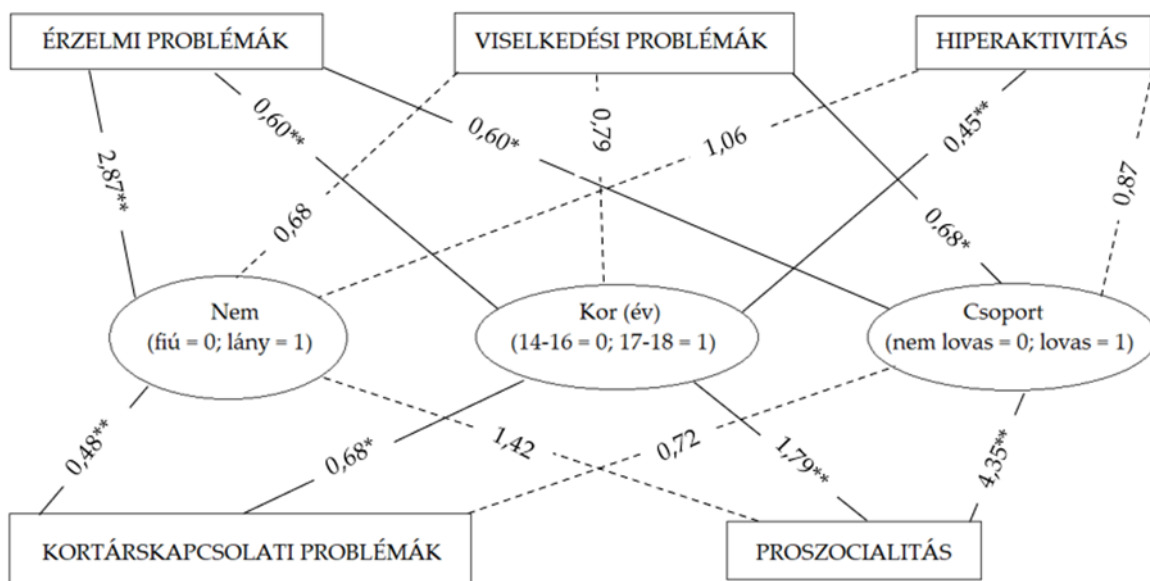 ÉRZELMI PROBLÉMÁK
VISELKEDÉSI PROBLÉMÁK
HIPERAKTIVITÁS
2,87**
0,60**
0,68
0,79
0,60*
1,06
0,45**
0,68*
0,87
Nem
(fiú = 0; lány = 1)
Kor (év)
(14-16 = 0; 17-18 = 1)
Csoport
(nem lovas = 0; lovas = 1)
0,48**
0,68*
1,42
0,72
1,79**
4,35**
KORTÁRSKAPCSOLATI PROBLÉMÁK
PROSZOCIALITÁS